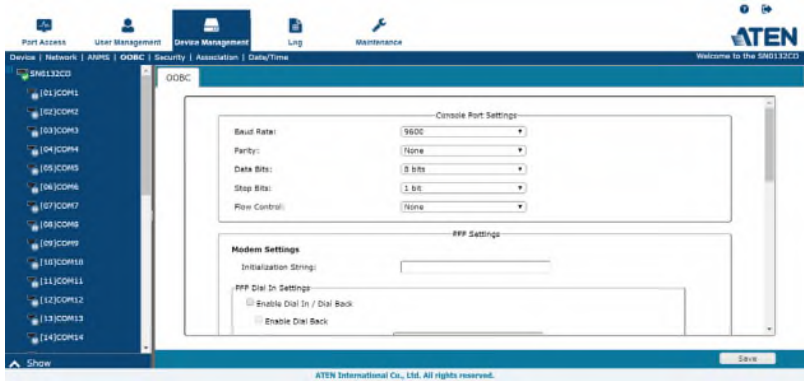 Port Access
User Management
Device Management
Log
Maintenance
ATEN
Device | Network | ANMS | OOBC | Security | Association | Date/Time
Welcome to the SN0132CO
SN0132CO
[01]COM1
[02]COM2
[03]COM3
[04]COM4
[05]COM5
[06]COM6
[07]COM7
[08]COM8
[09]COM9
[10]COM10
[11]COM11
[12]COM12
[13]COM13
[14]COM14
Show
OOBC
Console Port Settings
Baud Rate: 9600
Parity: None
Data Bits: 8 bits
Stop Bits: 1 bit
Flow Control: None
PPP Settings
Modem Settings
Initialization String:
PPP Dial In Settings
Enable Dial In / Dial Back
Enable Dial Back
Save
ATEN International Co., Ltd. All rights reserved.